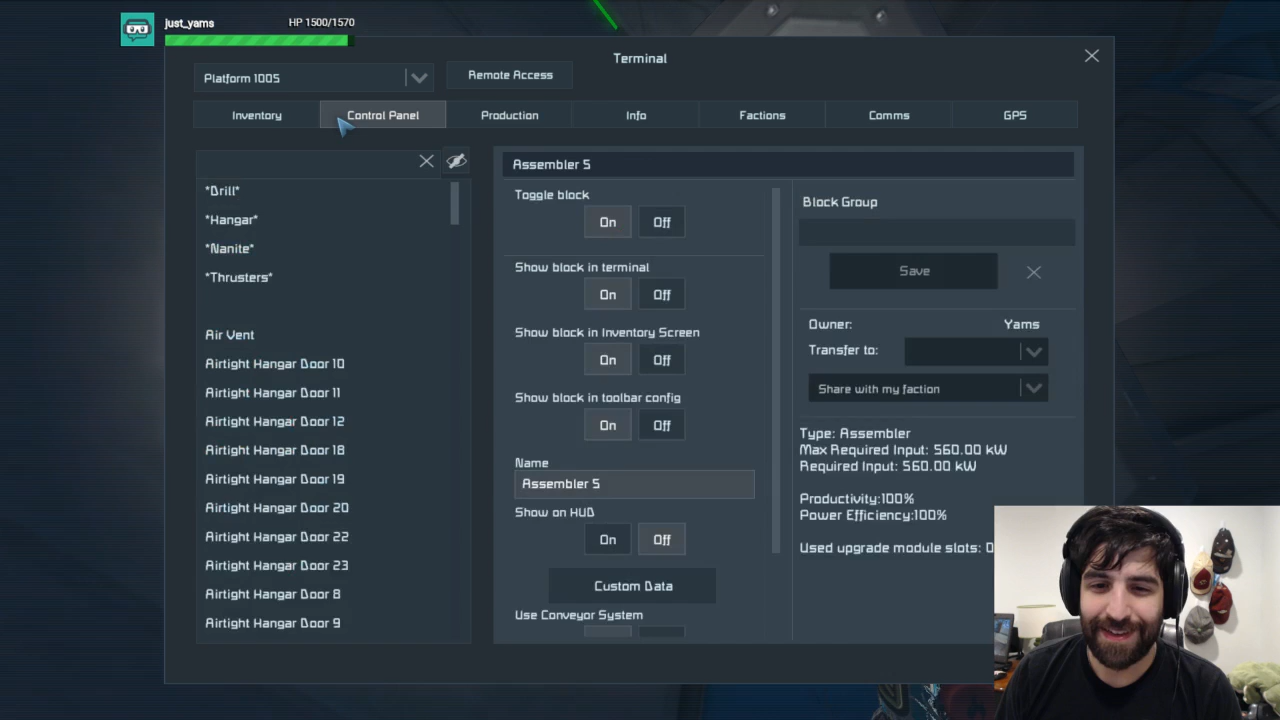 just_yams
HP 1500/1570
Terminal
Platform 1005
Remote Access
Inventory
Control Panel
Production
Info
Factions
Comms
GPS
*Drill*
*Hangar*
*Nanite*
*Thrusters*
Air Vent
Airtight Hangar Door 10
Airtight Hangar Door 11
Airtight Hangar Door 12
Airtight Hangar Door 18
Airtight Hangar Door 19
Airtight Hangar Door 20
Airtight Hangar Door 22
Airtight Hangar Door 23
Airtight Hangar Door 8
Airtight Hangar Door 9
Assembler 5
Toggle block
On Off
Show block in terminal
On Off
Show block in Inventory Screen
On Off
Show block in toolbar config
On Off
Name
Assembler 5
Show on HUD
On Off
Custom Data
Use Conveyor System
Block Group
Save
Owner: Yams
Transfer to:
Share with my faction
Type: Assembler
Max Required Input: 560.00 kW
Required Input: 560.00 kW
Productivity:100%
Power Efficiency:100%
Used upgrade module slots: 0